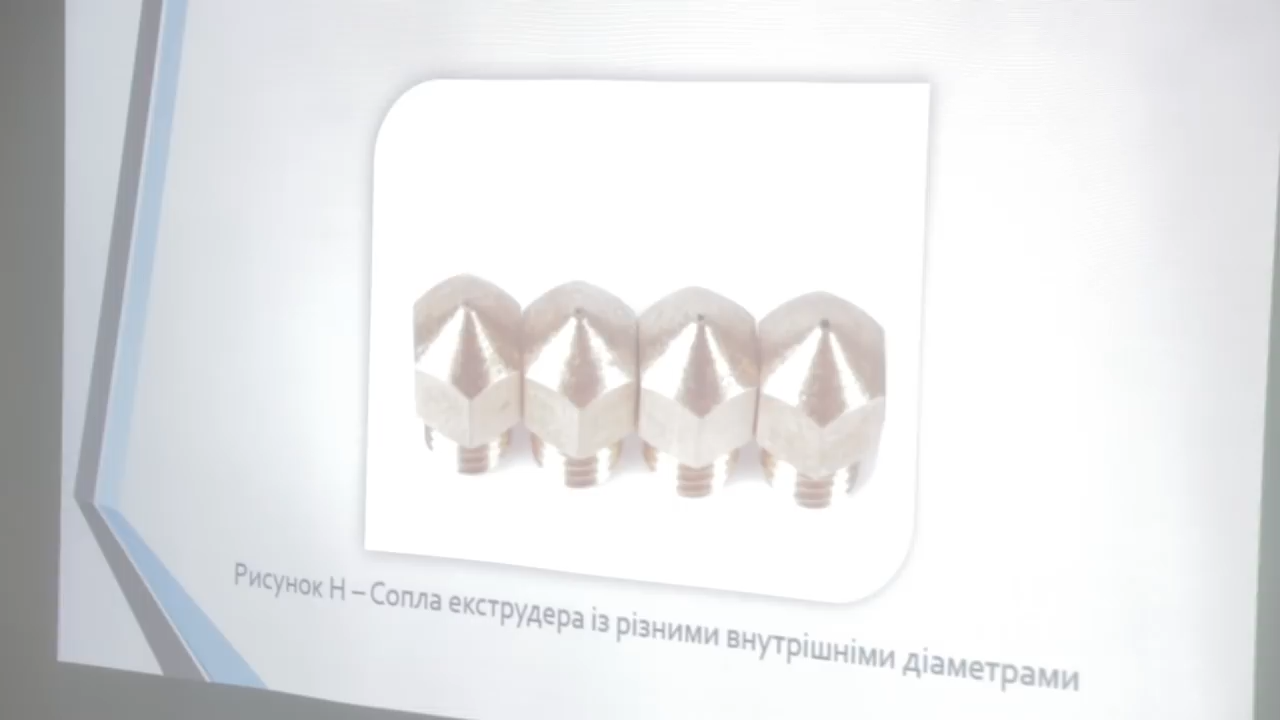 Рисунок Н – Сопла екструдера із різними внутрішніми діаметрами